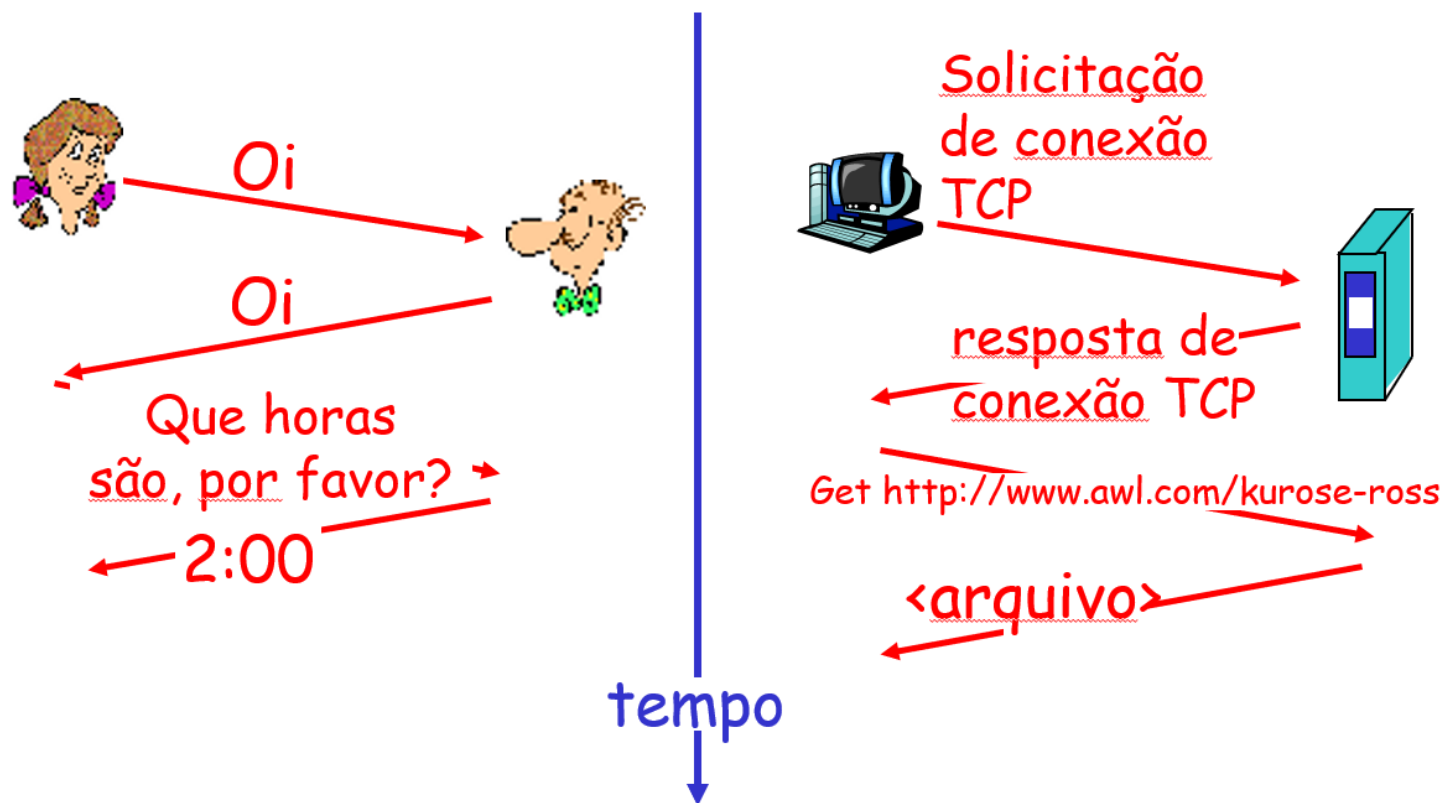 Oi
Oi
Que horas
são, por favor?
2:00
tempo
Solicitação
de conexão
TCP
resposta de
conexão TCP
Get http://www.awl.com/kurose-ross
<arquivo>